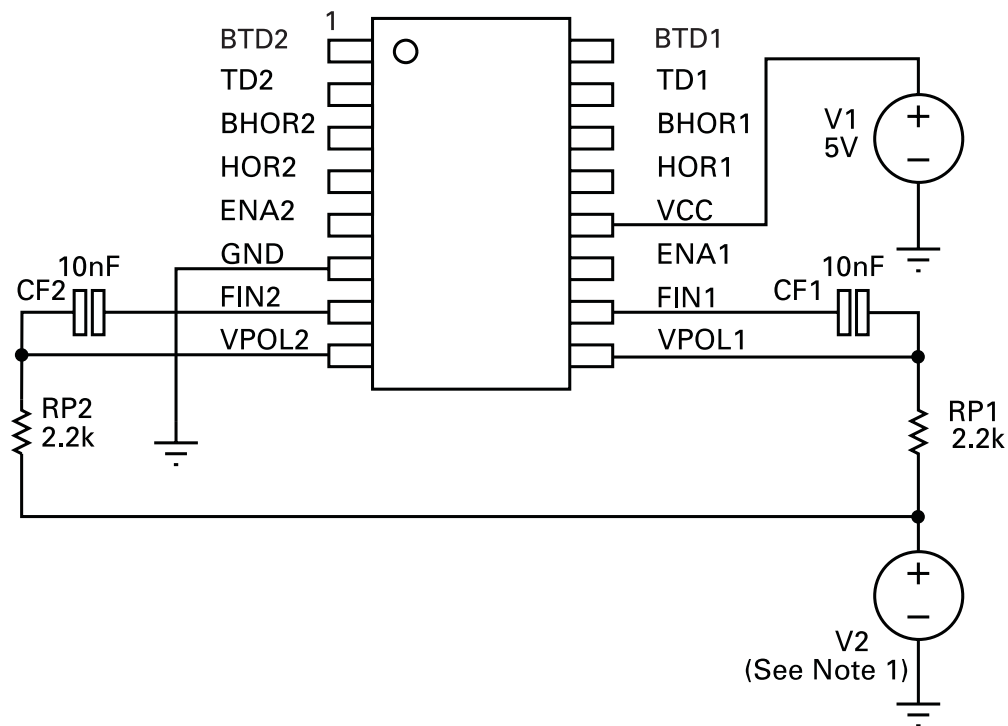 1
BTD2
BTD1
TD2
TD1
BHOR2
BHOR1
HOR2
HOR1
ENA2
VCC
GND
ENA1
FIN2
FIN1
VPOL2
VPOL1
V1
5V
10nF
CF2
10nF
CF1
RP2
2.2k
RP1
2.2k
V2
(See Note 1)